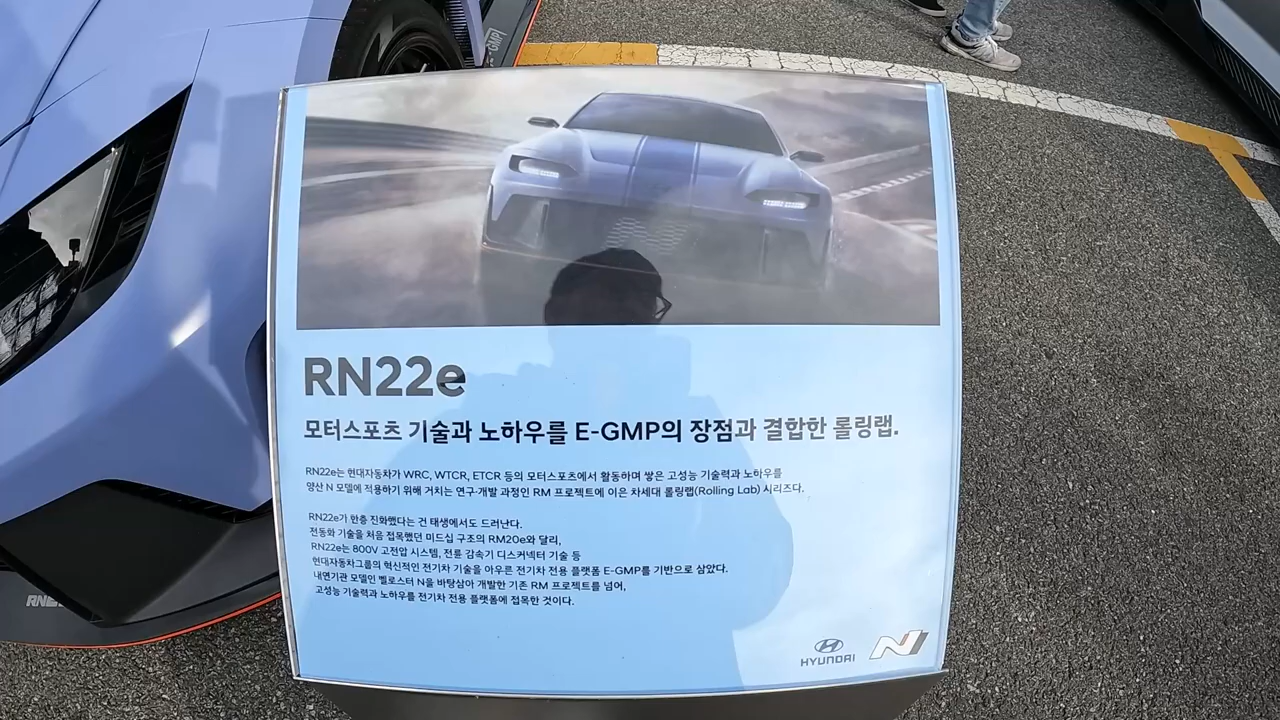 -GMP
RN22e
모터스포츠 기술과 노하우를 E-GMP의 장점과 결합한 롤링랩.
RN22e는 현대자동차가 WRC, WTCR, ETCR 등의 모터스포츠에서 활동하며 쌓은 고성능 기술력과 노하우를
양산 N 모델에 적용하기 위해 거치는 연구·개발 과정인 RM 프로젝트에 이은 차세대 롤링랩(Rolling Lab) 시리즈다.
RN22e가 한층 진화했다는 건 태생에서도 드러난다.
전동화 기술을 처음 접목했던 미드십 구조의 RM20e와 달리,
RN22e는 800V 고전압 시스템, 전륜 감속기 디스커넥터 기술 등
현대자동차그룹의 혁신적인 전기차 기술을 아우른 전기차 전용 플랫폼 E-GMP를 기반으로 삼았다.
내연기관 모델인 벨로스터 N을 바탕삼아 개발한 기존 RM 프로젝트를 넘어,
고성능 기술력과 노하우를 전기차 전용 플랫폼에 접목한 것이다.
HYUNDAI N